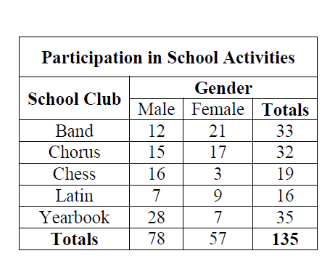 Participation in School Activities
School Club
Gender
Male Female Totals
Band 12 21 33
Chorus 15 17 32
Chess 16 3 19
Latin 7 9 16
Yearbook 28 7 35
Totals 78 57 135